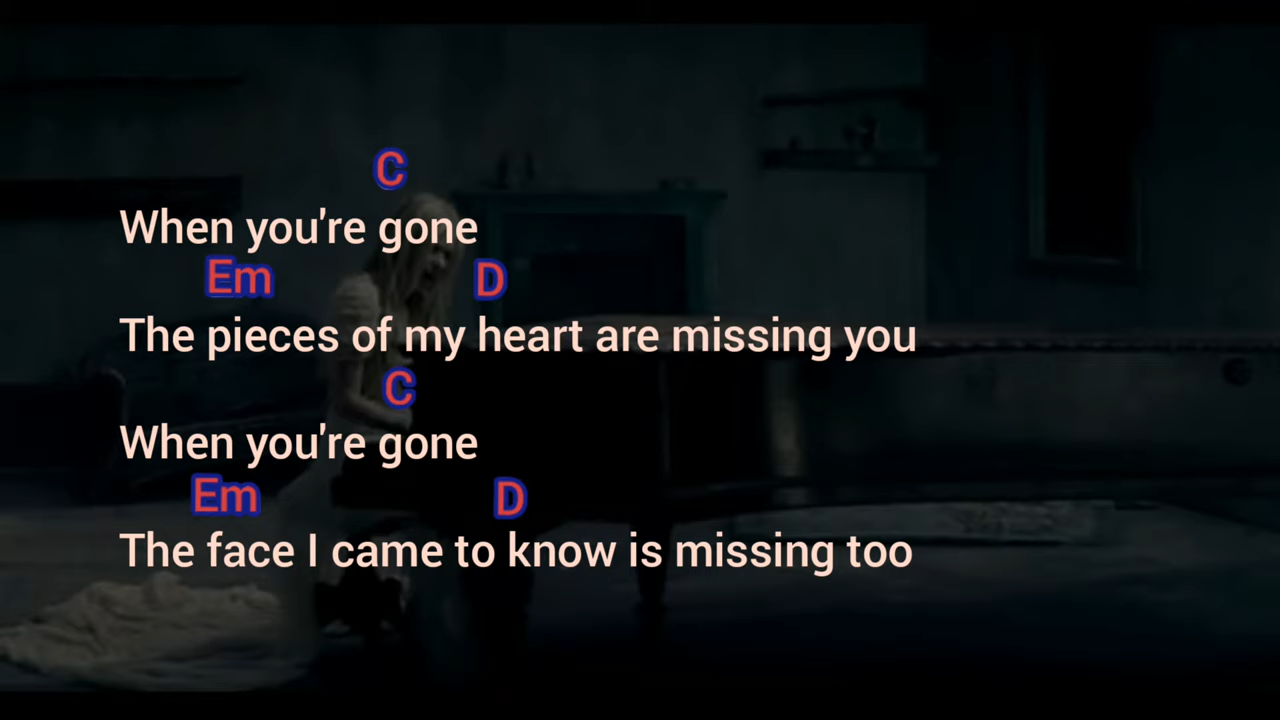 C
When you're gone
Em D
The pieces of my heart are missing you
C
When you're gone
Em D
The face I came to know is missing too